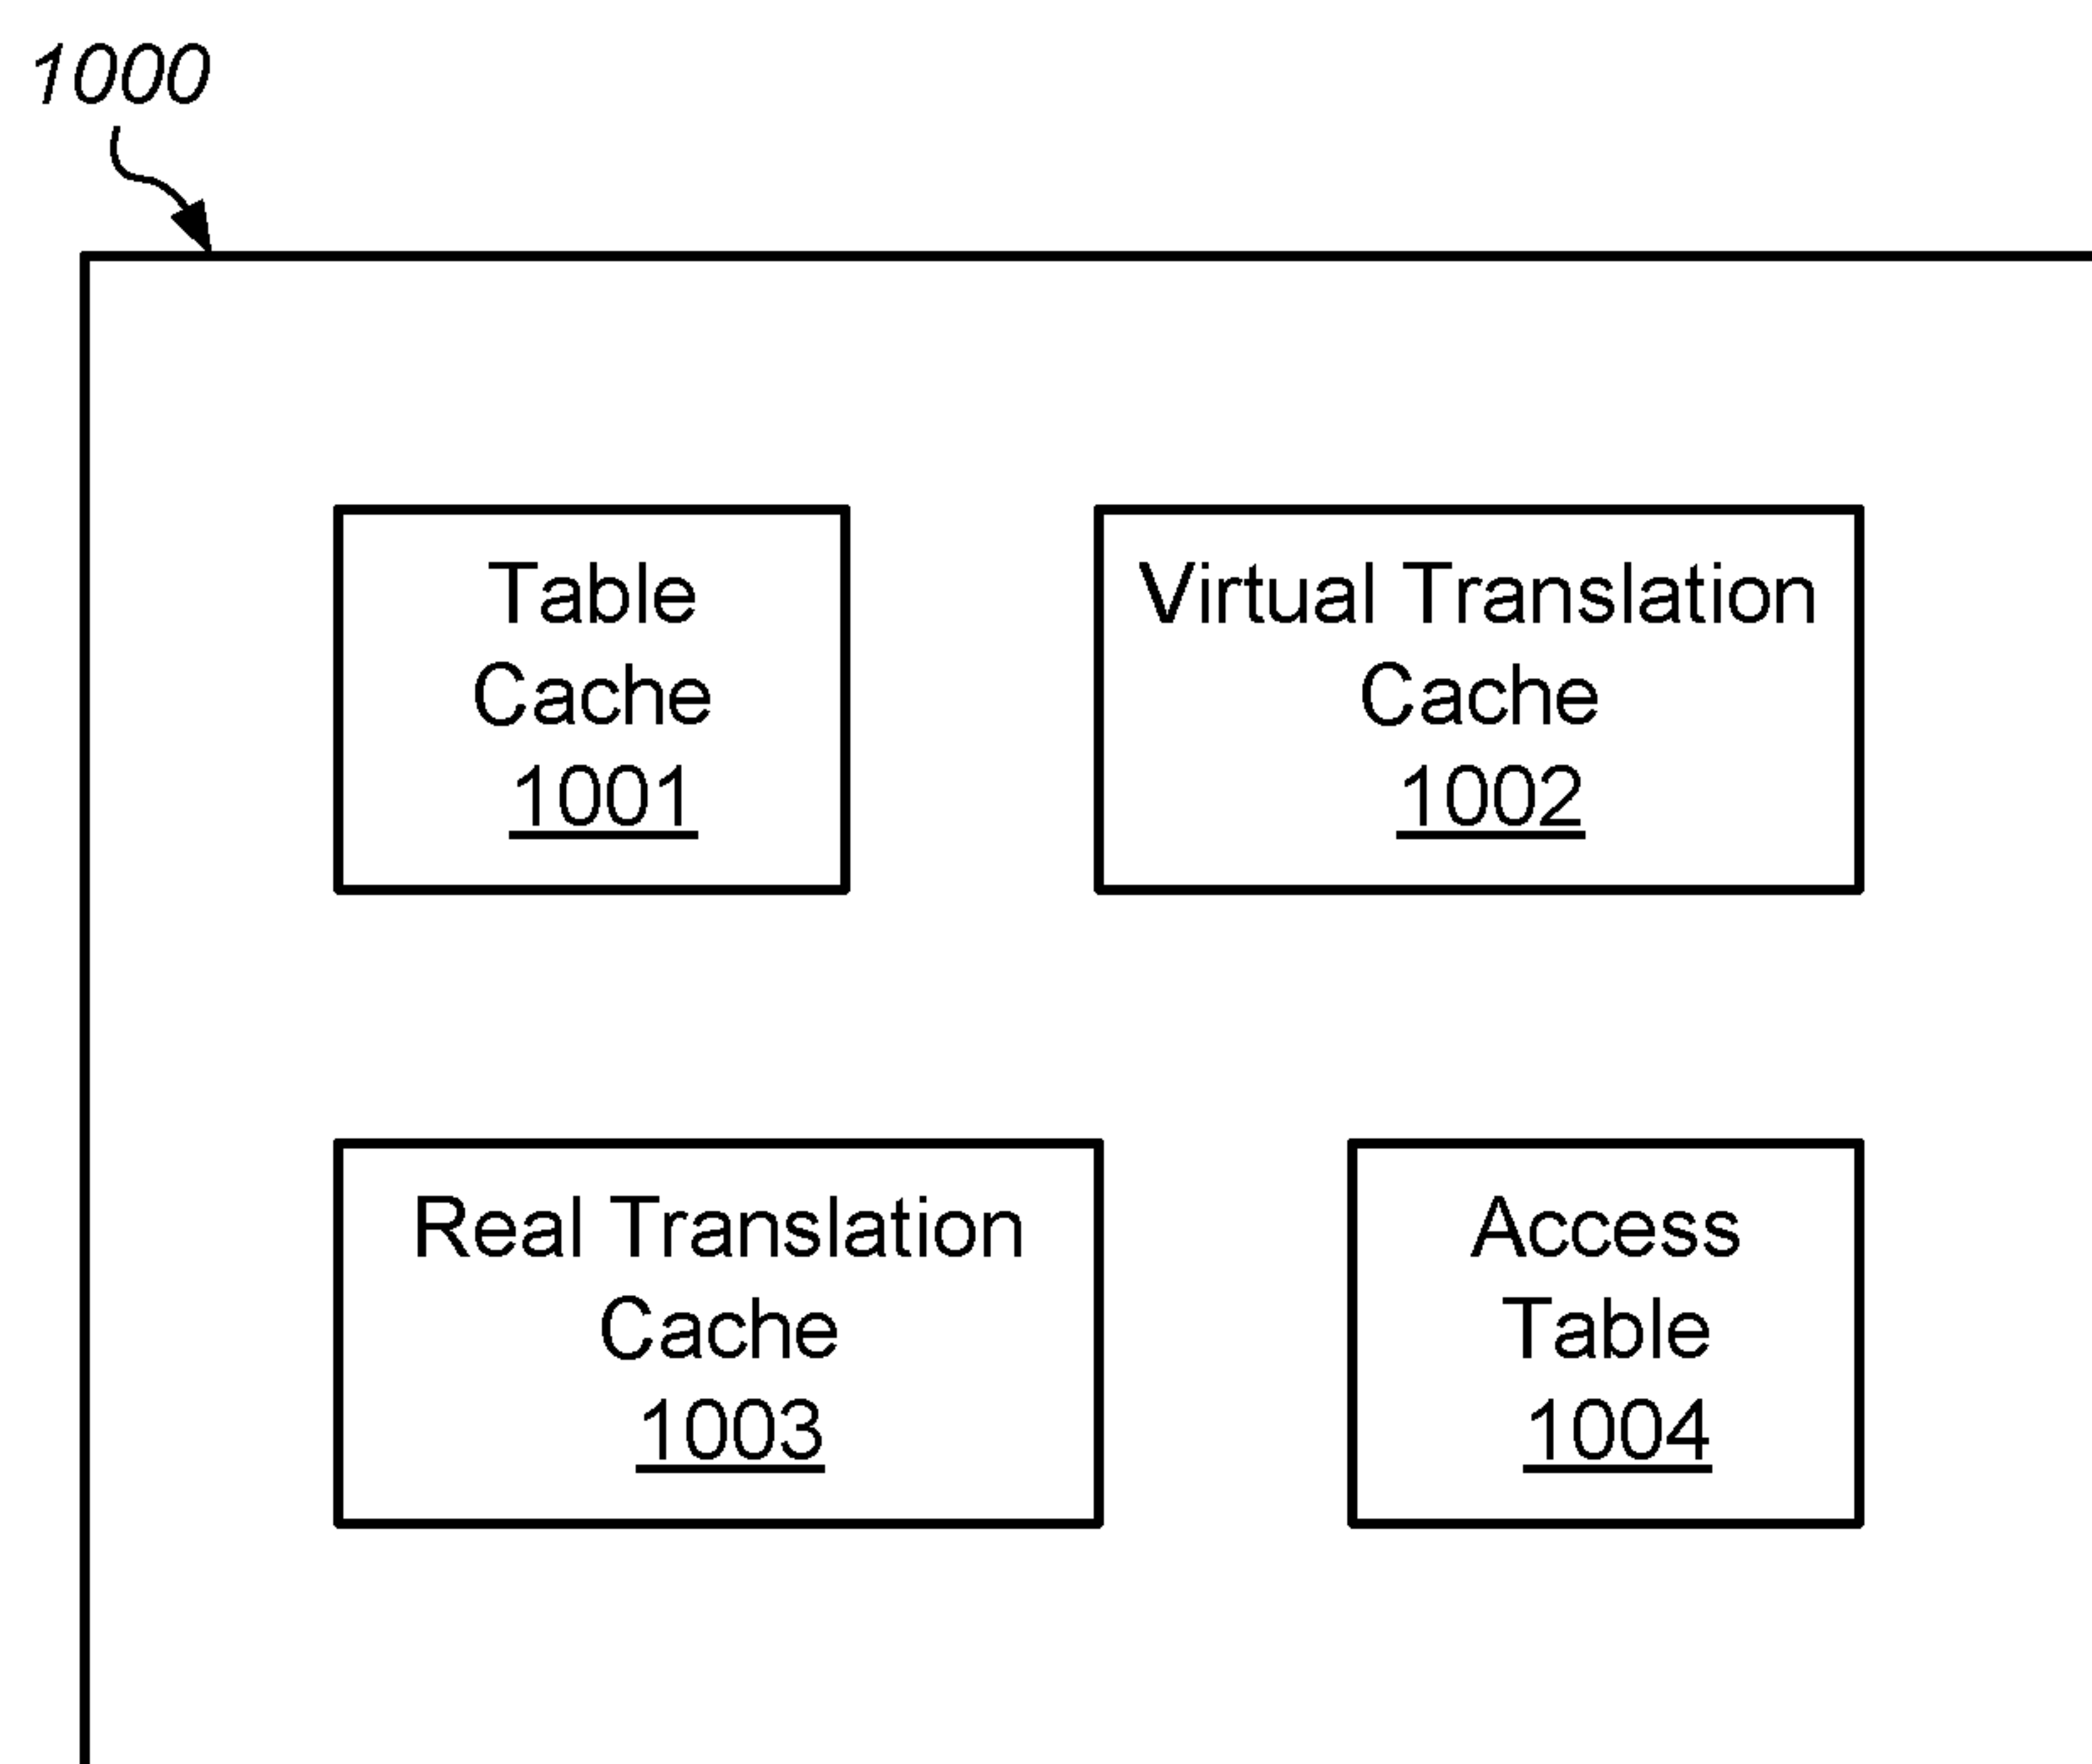 1000
Table
Cache
1001
Virtual Translation
Cache
1002
Real Translation
Cache
1003
Access
Table
1004